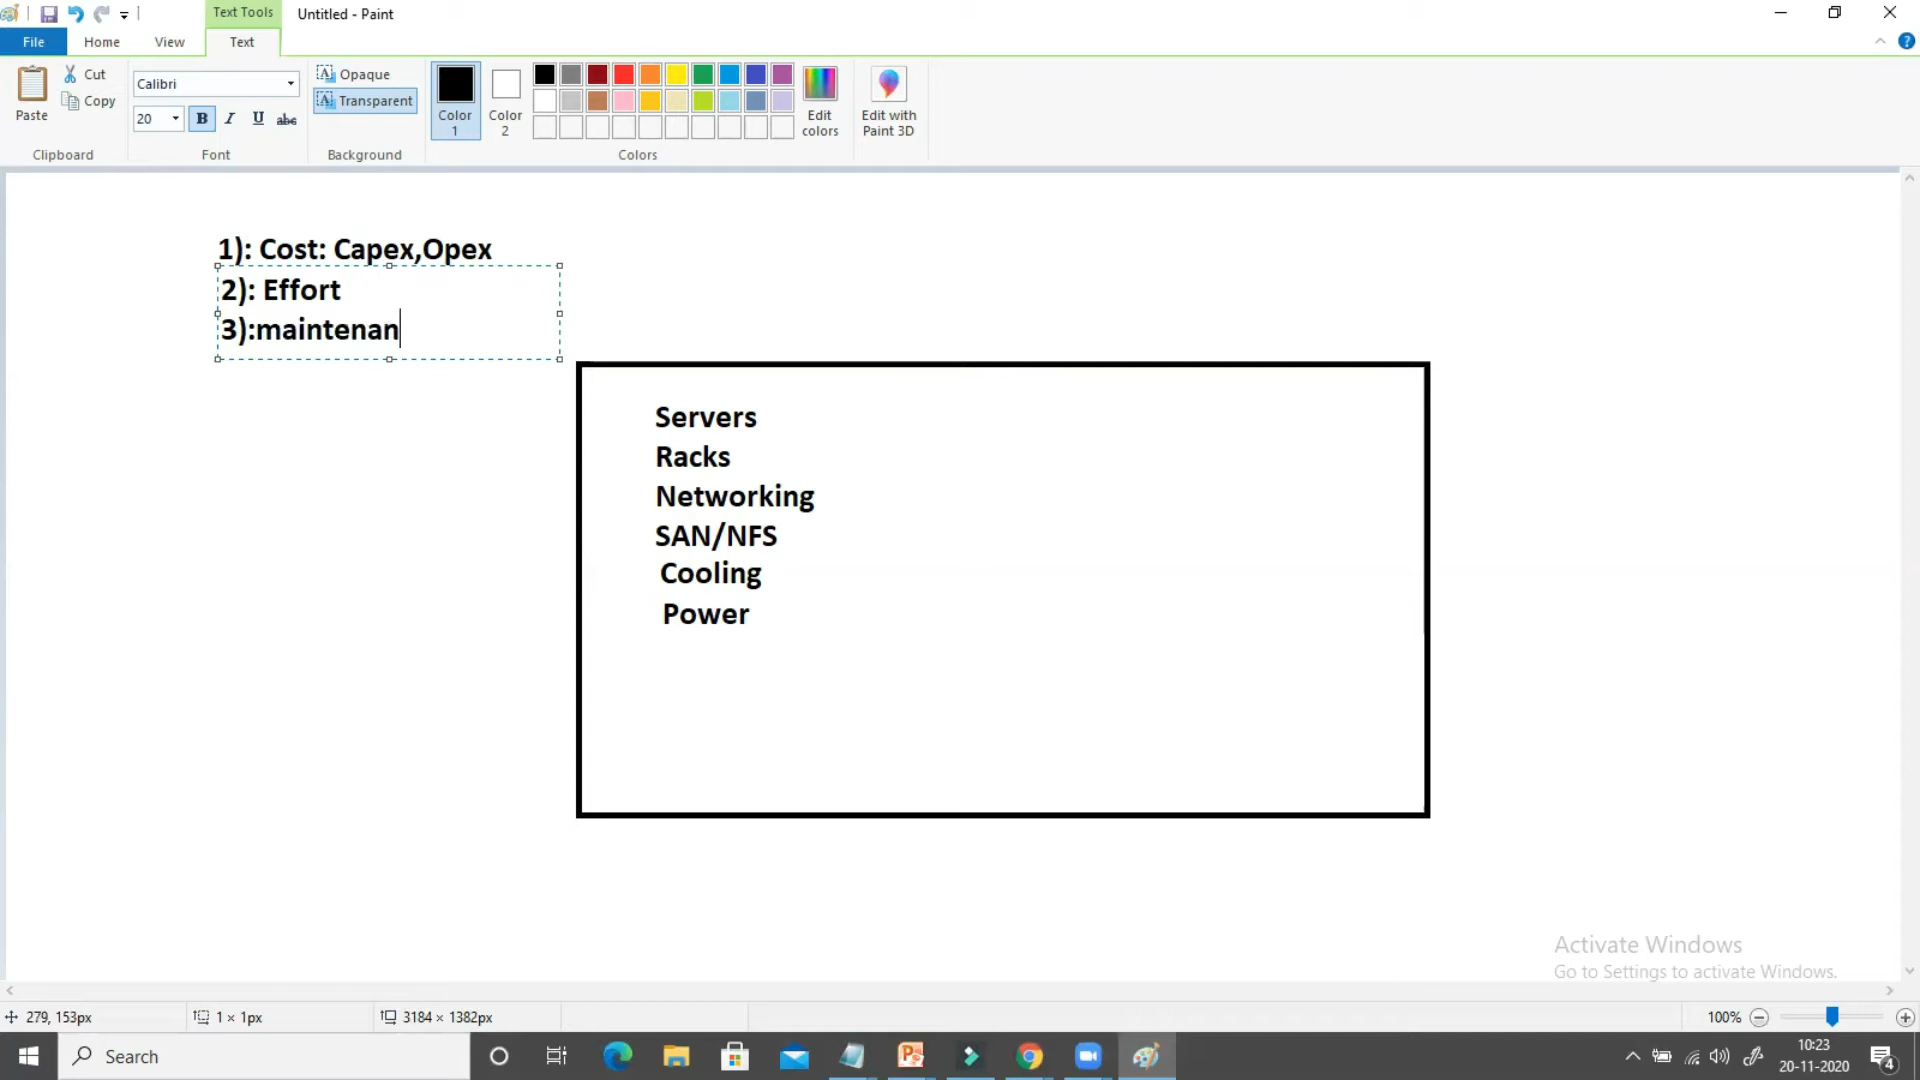 Text Tools
Untitled - Paint
File Home View Text
Paste
Cut
Copy
Clipboard
Calibri
20 B I U abc
Font
Opaque
Transparent
Background
Color 1
Color 2
Edit colors
Colors
Edit with Paint 3D
1): Cost: Capex,Opex
2): Effort
3):maintenan
Servers
Racks
Networking
SAN/NFS
Cooling
Power
Activate Windows
Go to Settings to activate Windows.
279, 153px 1 × 1px 3184 × 1382px 100%
Search
10:23
20-11-2020
4